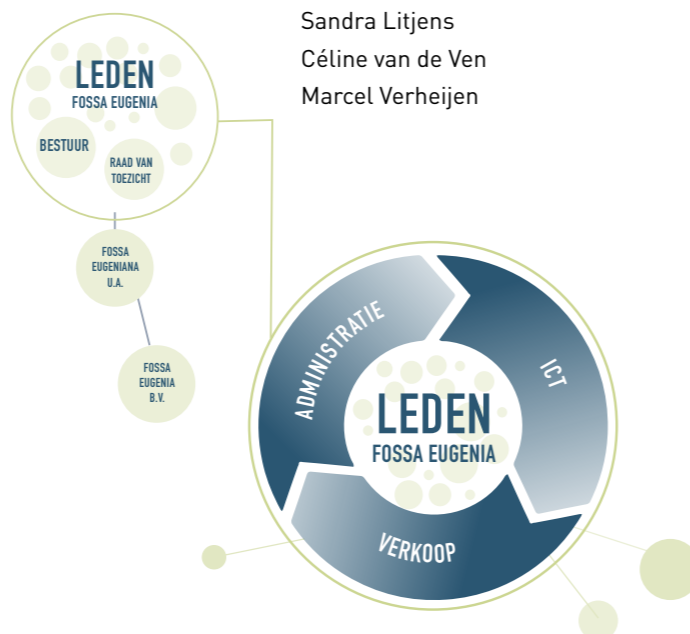 Sandra Litjens
Céline van de Ven
Marcel Verheijen
LEDEN
FOSSA EUGENIA
BESTUUR
RAAD VAN
TOEZICHT
FOSSA
EUGENIANA
U.A.
FOSSA
EUGENIA
B.V.
ADMINISTRATIE
ICT
LEDEN
FOSSA EUGENIA
VERKOOP